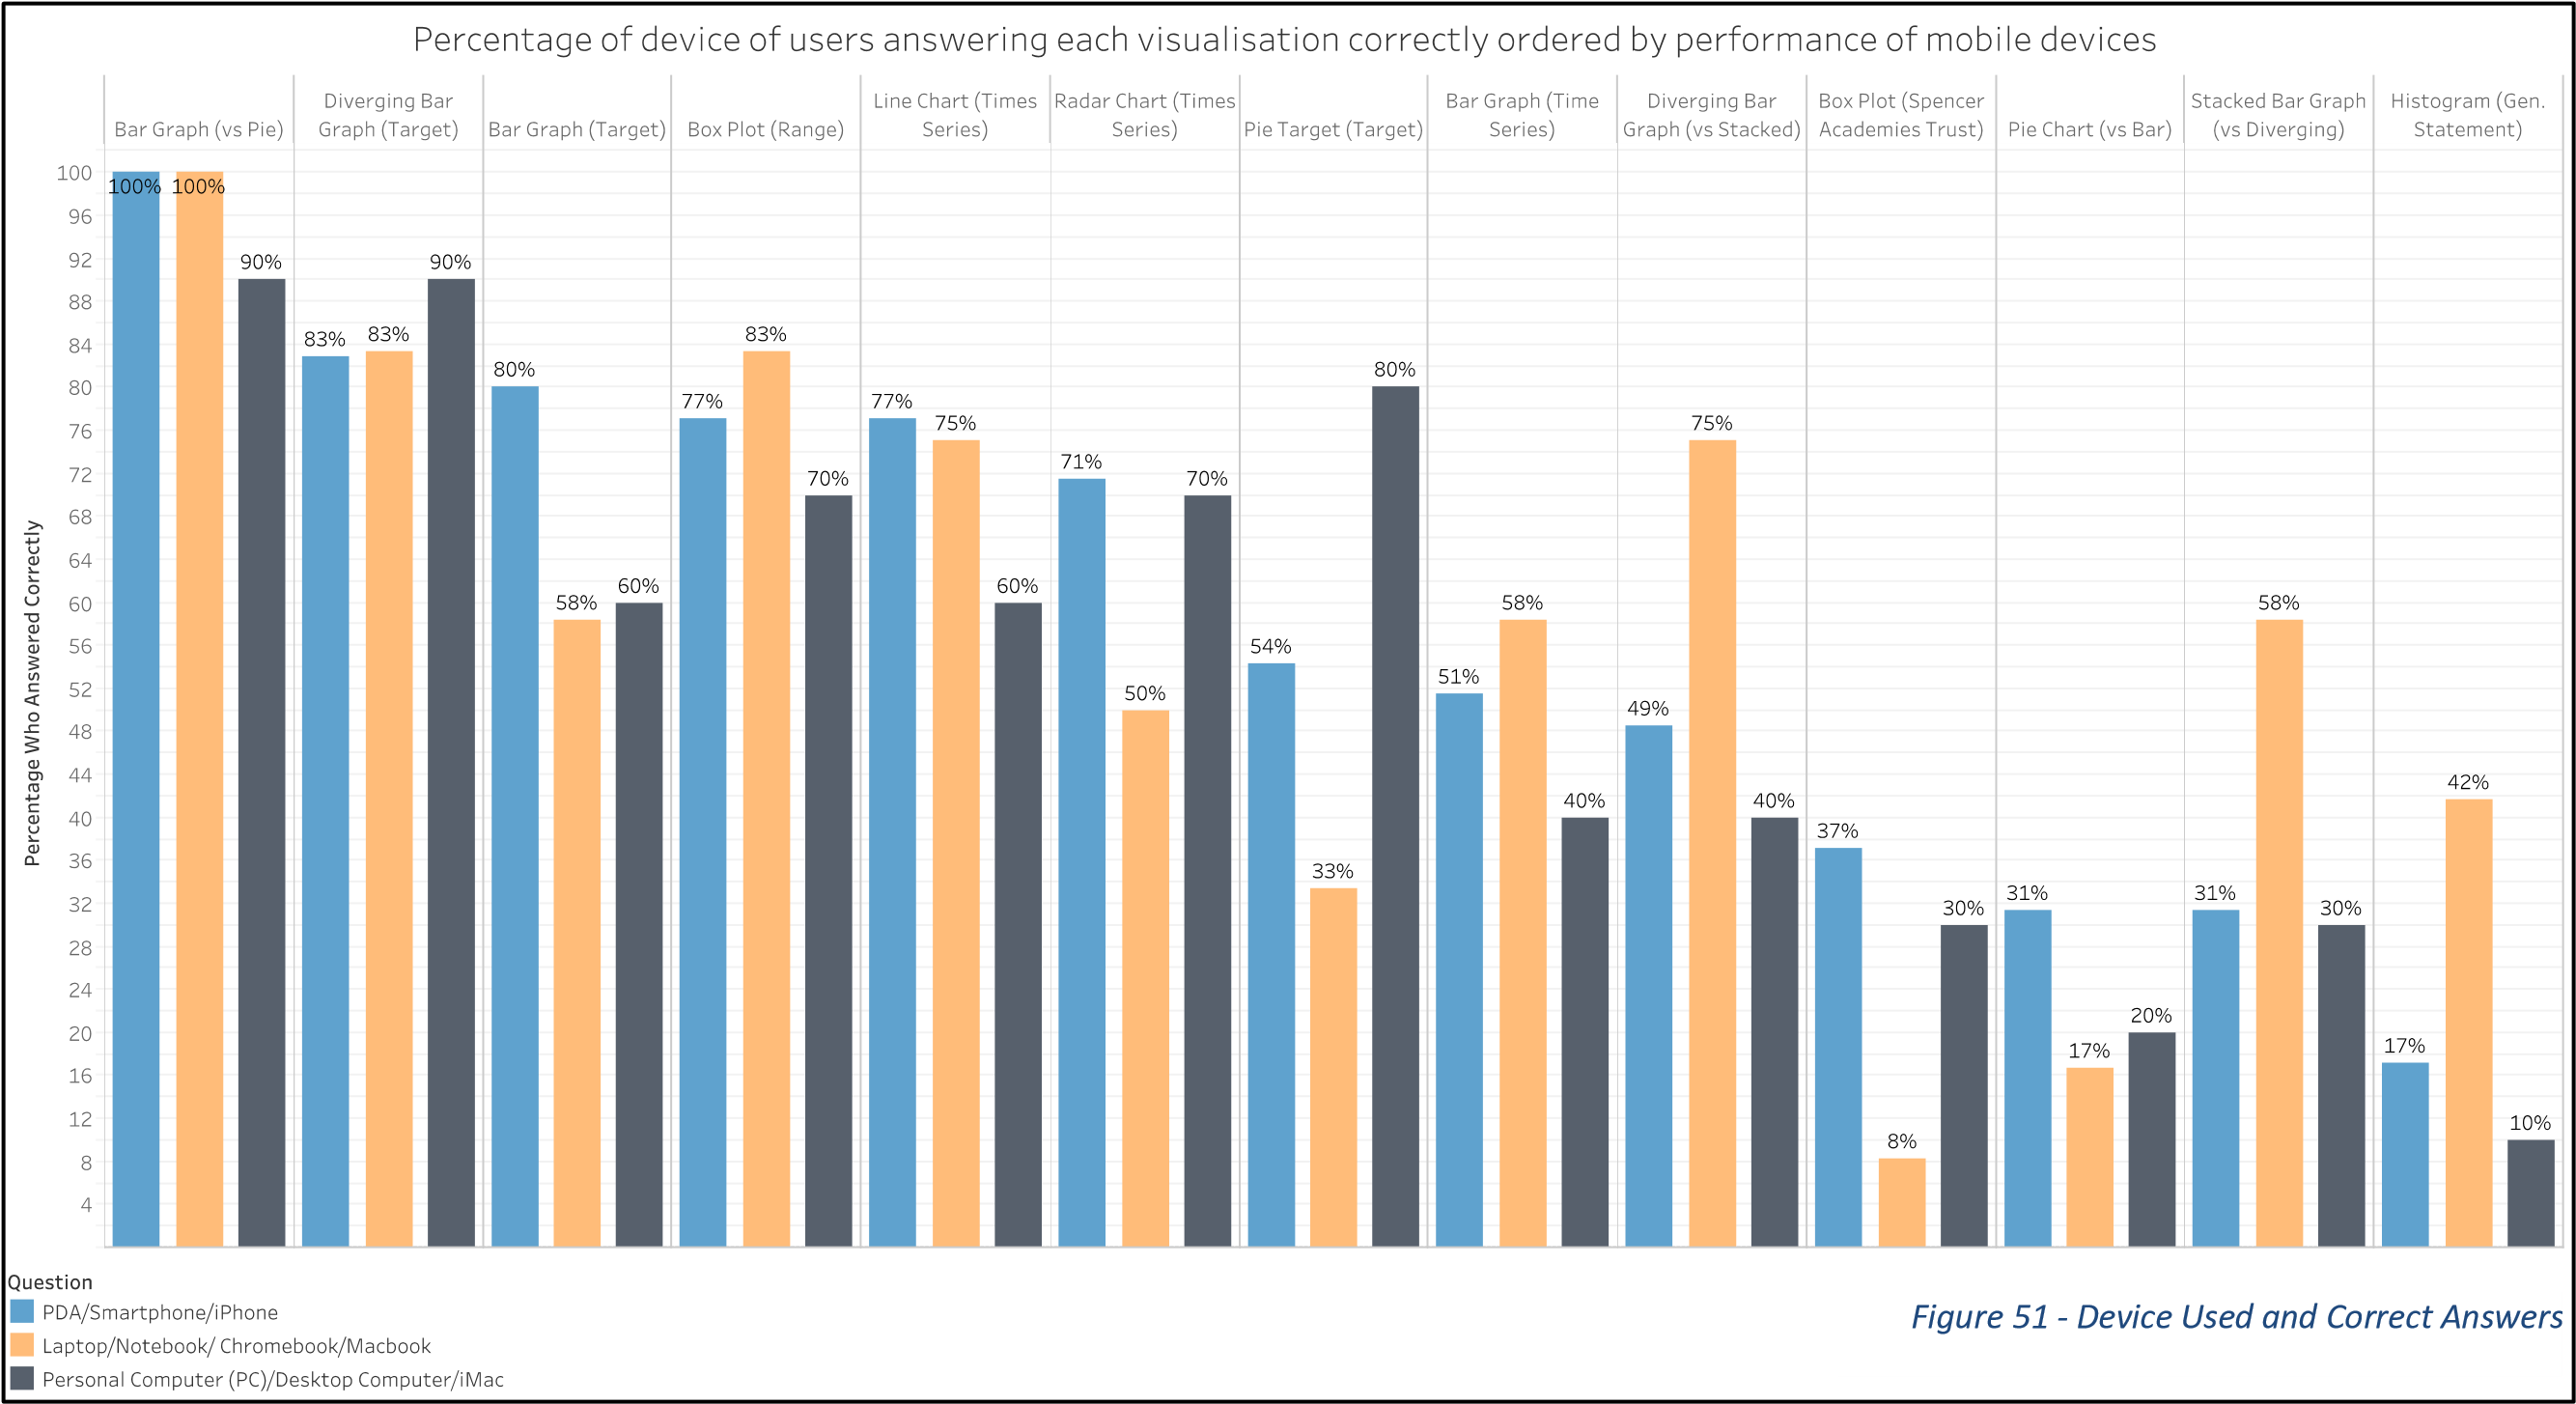 Percentage of device of users answering each visualisation correctly ordered by performance of mobile devices
Bar Graph (vs Pie)
Diverging Bar
Graph (Target)
Bar Graph (Target)
Box Plot (Range)
Line Chart (Times
Series)
Radar Chart (Times
Series)
Pie Target (Target)
Bar Graph (Time
Series)
Diverging Bar
Graph (vs Stacked)
Box Plot (Spencer
Academies Trust)
Pie Chart (vs Bar)
Stacked Bar Graph
(vs Diverging)
Histogram (Gen.
Statement)
Percentage Who Answered Correctly
100
96
92
88
84
80
76
72
68
64
60
56
52
48
44
40
36
32
28
24
20
16
12
8
4
100% 100% 90%
83% 83% 90%
80% 58% 60%
77% 83% 70%
77% 75% 60%
71% 50% 70%
54% 33% 80%
51% 58% 40%
49% 75% 40%
37% 8% 30%
31% 17% 20%
31% 58% 30%
17% 42% 10%
Question
PDA/Smartphone/iPhone
Laptop/Notebook/ Chromebook/Macbook
Personal Computer (PC)/Desktop Computer/iMac
Figure 51 - Device Used and Correct Answers